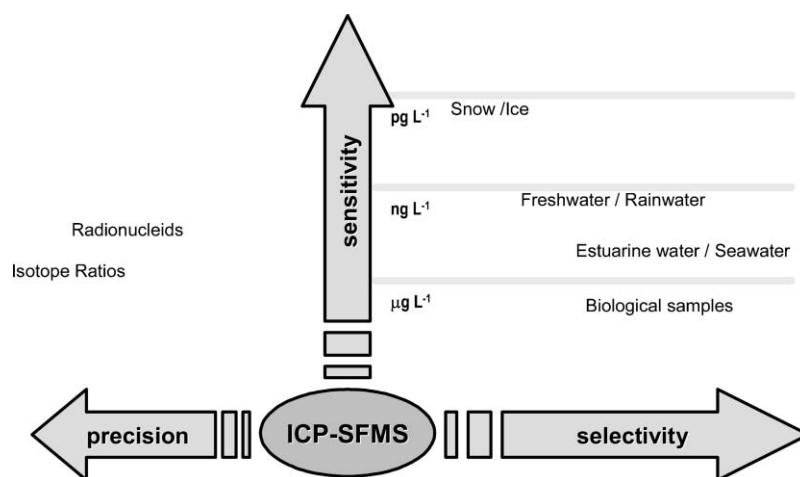 pg L⁻¹
Snow /Ice
sensitivity
ng L⁻¹
Freshwater / Rainwater
Radionucleids
Estuarine water / Seawater
Isotope Ratios
µg L⁻¹
Biological samples
precision
ICP-SFMS
selectivity